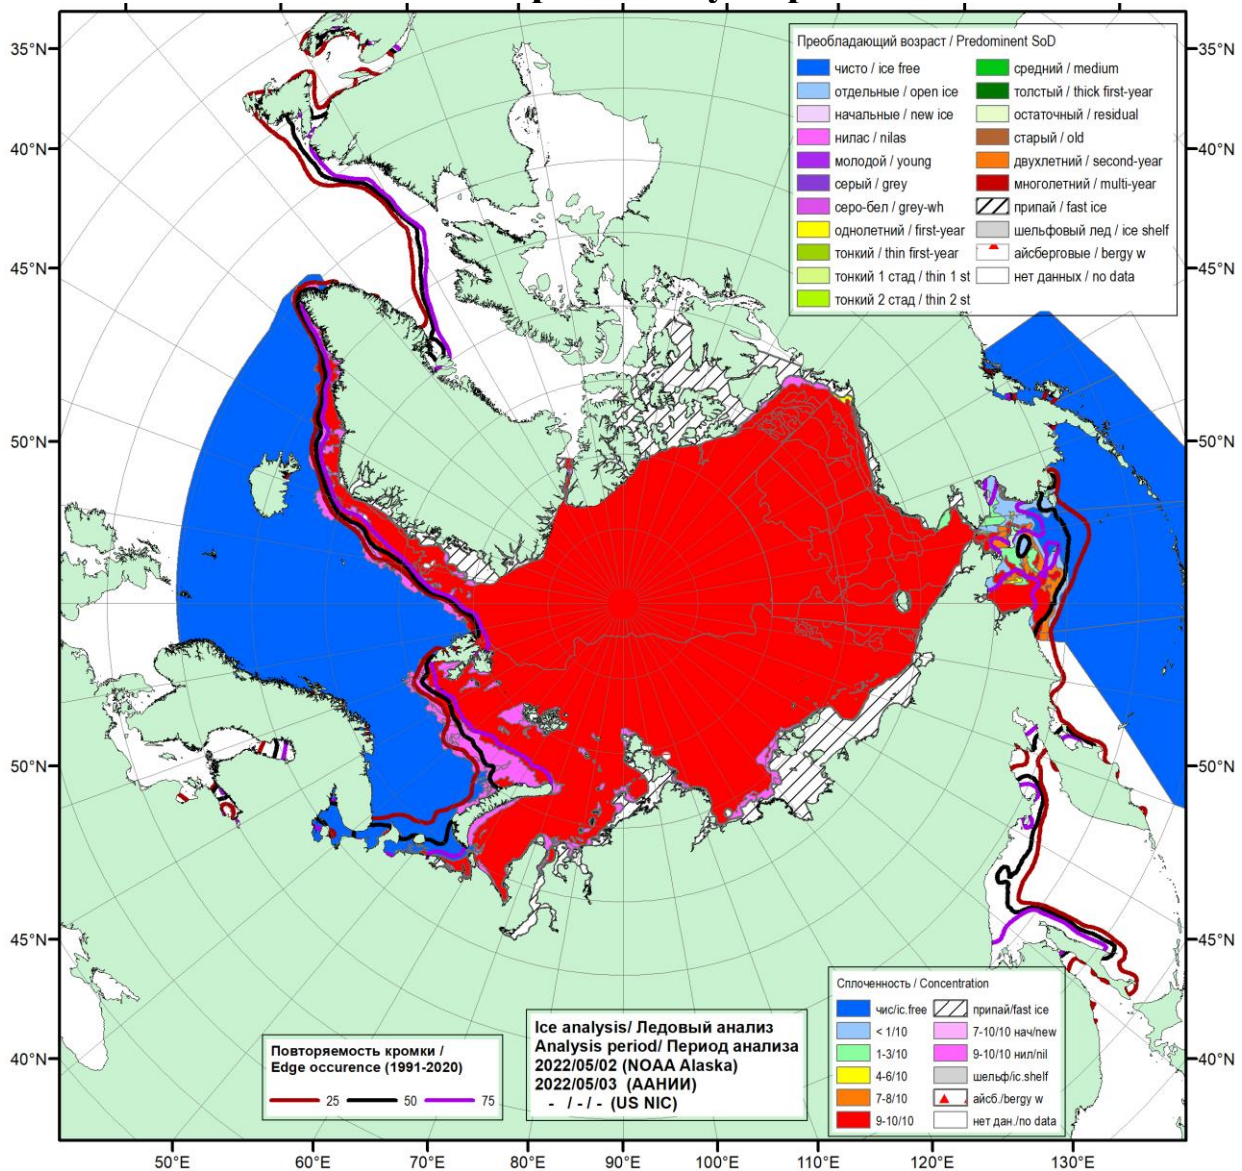 35°N
40°N
45°N
50°N
50°N
45°N
40°N
35°N
40°N
45°N
50°N
50°N
45°N
40°N
50°E
60°E
70°E
80°E
90°E
100°E
110°E
120°E
130°E
Преобладающий возраст / Predominent SoD
чисто / ice free
отдельные / open ice
начальные / new ice
нилас / nilas
молодой / young
серый / grey
серо-бел / grey-wh
однолетний / first-year
тонкий / thin first-year
тонкий 1 стад / thin 1 st
тонкий 2 стад / thin 2 st
средний / medium
толстый / thick first-year
остаточный / residual
старый / old
двухлетний / second-year
многолетний / multi-year
припай / fast ice
шельфовый лед / ice shelf
айсберговые / bergy w
нет данных / no data
Повторяемость кромки /
Edge occurence (1991-2020)
25 50 75
Ice analysis/ Ледовый анализ
Analysis period/ Период анализа
2022/05/02 (NOAA Alaska)
2022/05/03 (ААНИИ)
- / - / - (US NIC)
Сплоченность / Concentration
чис/ic.free
< 1/10
1-3/10
4-6/10
7-8/10
9-10/10
припай/fast ice
7-10/10 нач/new
9-10/10 нил/nil
шельф/ic.shelf
айсб./bergy w
нет дан./no data